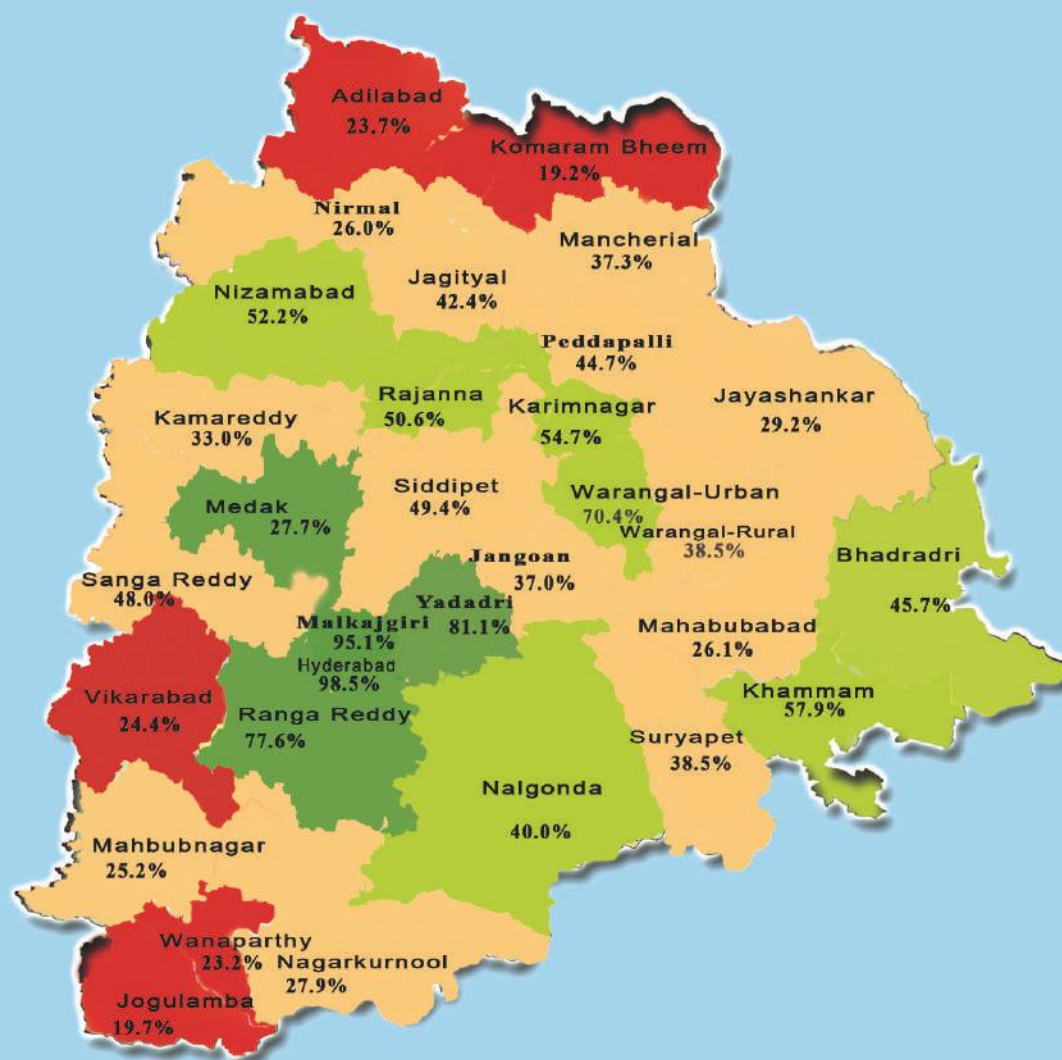 Adilabad
23.7%
Komaram Bheem
19.2%
Nirmal
26.0%
Mancherial
37.3%
Jagityal
42.4%
Nizamabad
52.2%
Peddapalli
44.7%
Rajanna
50.6%
Karimnagar
54.7%
Jayashankar
29.2%
Kamareddy
33.0%
Siddipet
49.4%
Warangal-Urban
70.4%
Medak
27.7%
Warangal-Rural
38.5%
Bhadradri
45.7%
Jangoan
37.0%
Sanga Reddy
48.0%
Yadadri
81.1%
Malkajgiri
95.1%
Mahabubabad
26.1%
Hyderabad
98.5%
Vikarabad
24.4%
Khammam
57.9%
Ranga Reddy
77.6%
Suryapet
38.5%
Nalgonda
40.0%
Mahbubnagar
25.2%
Wanaparthy
23.2%
Nagarkurnool
27.9%
Jogulamba
19.7%